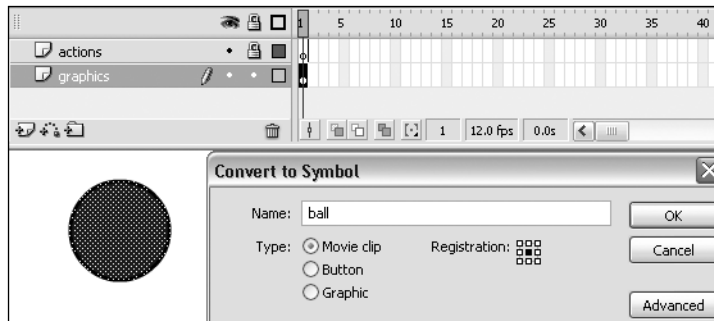 1 5 10 15 20 25 30 35 40
actions
graphics
1 12.0 fps 0.0s
Convert to Symbol
Name: ball
OK
Type: Movie clip Registration:
Cancel
Button
Graphic
Advanced